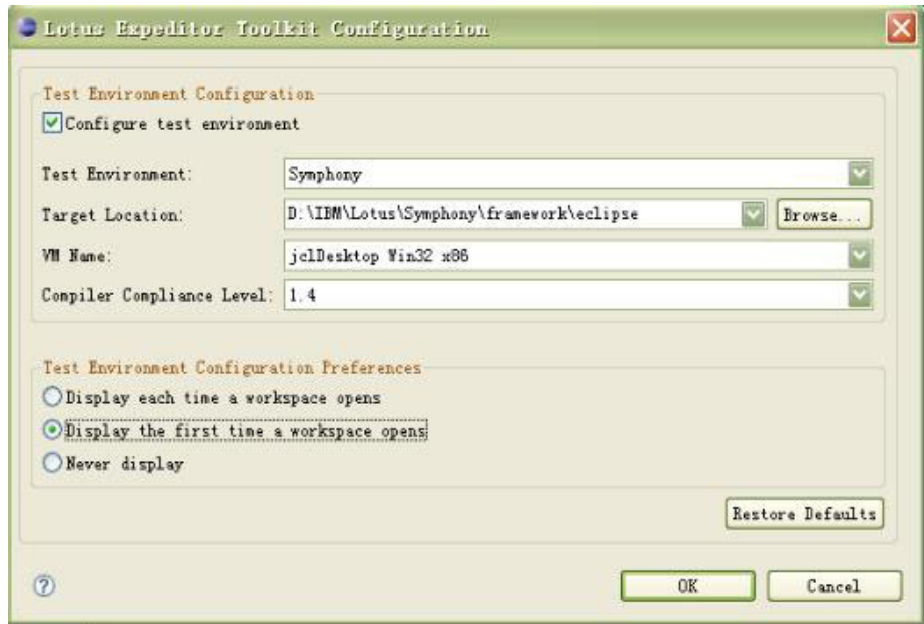 Lotus Expeditor Toolkit Configuration
Test Environment Configuration
Configure test environment
Test Environment: Symphony
Target Location: D:\IBM\Lotus\Symphony\framework\eclipse Browse...
VM Name: jclDesktop Win32 x86
Compiler Compliance Level: 1.4
Test Environment Configuration Preferences
Display each time a workspace opens
Display the first time a workspace opens
Never display
Restore Defaults
? OK Cancel